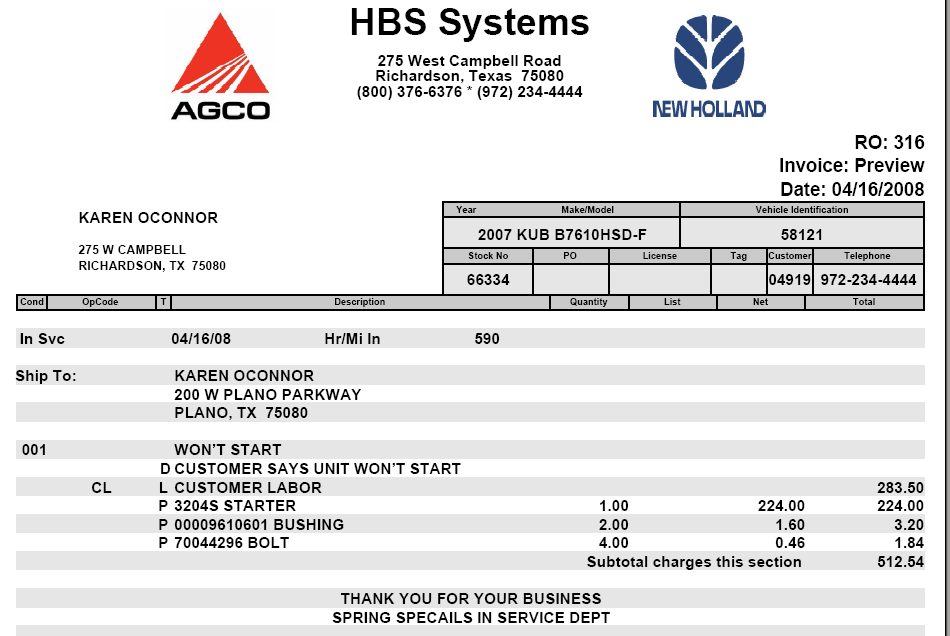 HBS Systems
275 West Campbell Road
Richardson, Texas 75080
(800) 376-6376 * (972) 234-4444
AGCO
NEW HOLLAND
RO: 316
Invoice: Preview
Date: 04/16/2008
KAREN OCONNOR
275 W CAMPBELL
RICHARDSON, TX 75080
Year Make/Model Vehicle Identification
2007 KUB B7610HSD-F 58121
Stock No PO License Tag Customer Telephone
66334 04919 972-234-4444
Cond OpCode T Description Quantity List Net Total
In Svc 04/16/08 Hr/Mi In 590
Ship To: KAREN OCONNOR
200 W PLANO PARKWAY
PLANO, TX 75080
001 WON'T START
D CUSTOMER SAYS UNIT WON'T START
CL L CUSTOMER LABOR 283.50
P 3204S STARTER 1.00 224.00 224.00
P 00009610601 BUSHING 2.00 1.60 3.20
P 70044296 BOLT 4.00 0.46 1.84
Subtotal charges this section 512.54
THANK YOU FOR YOUR BUSINESS
SPRING SPECAILS IN SERVICE DEPT